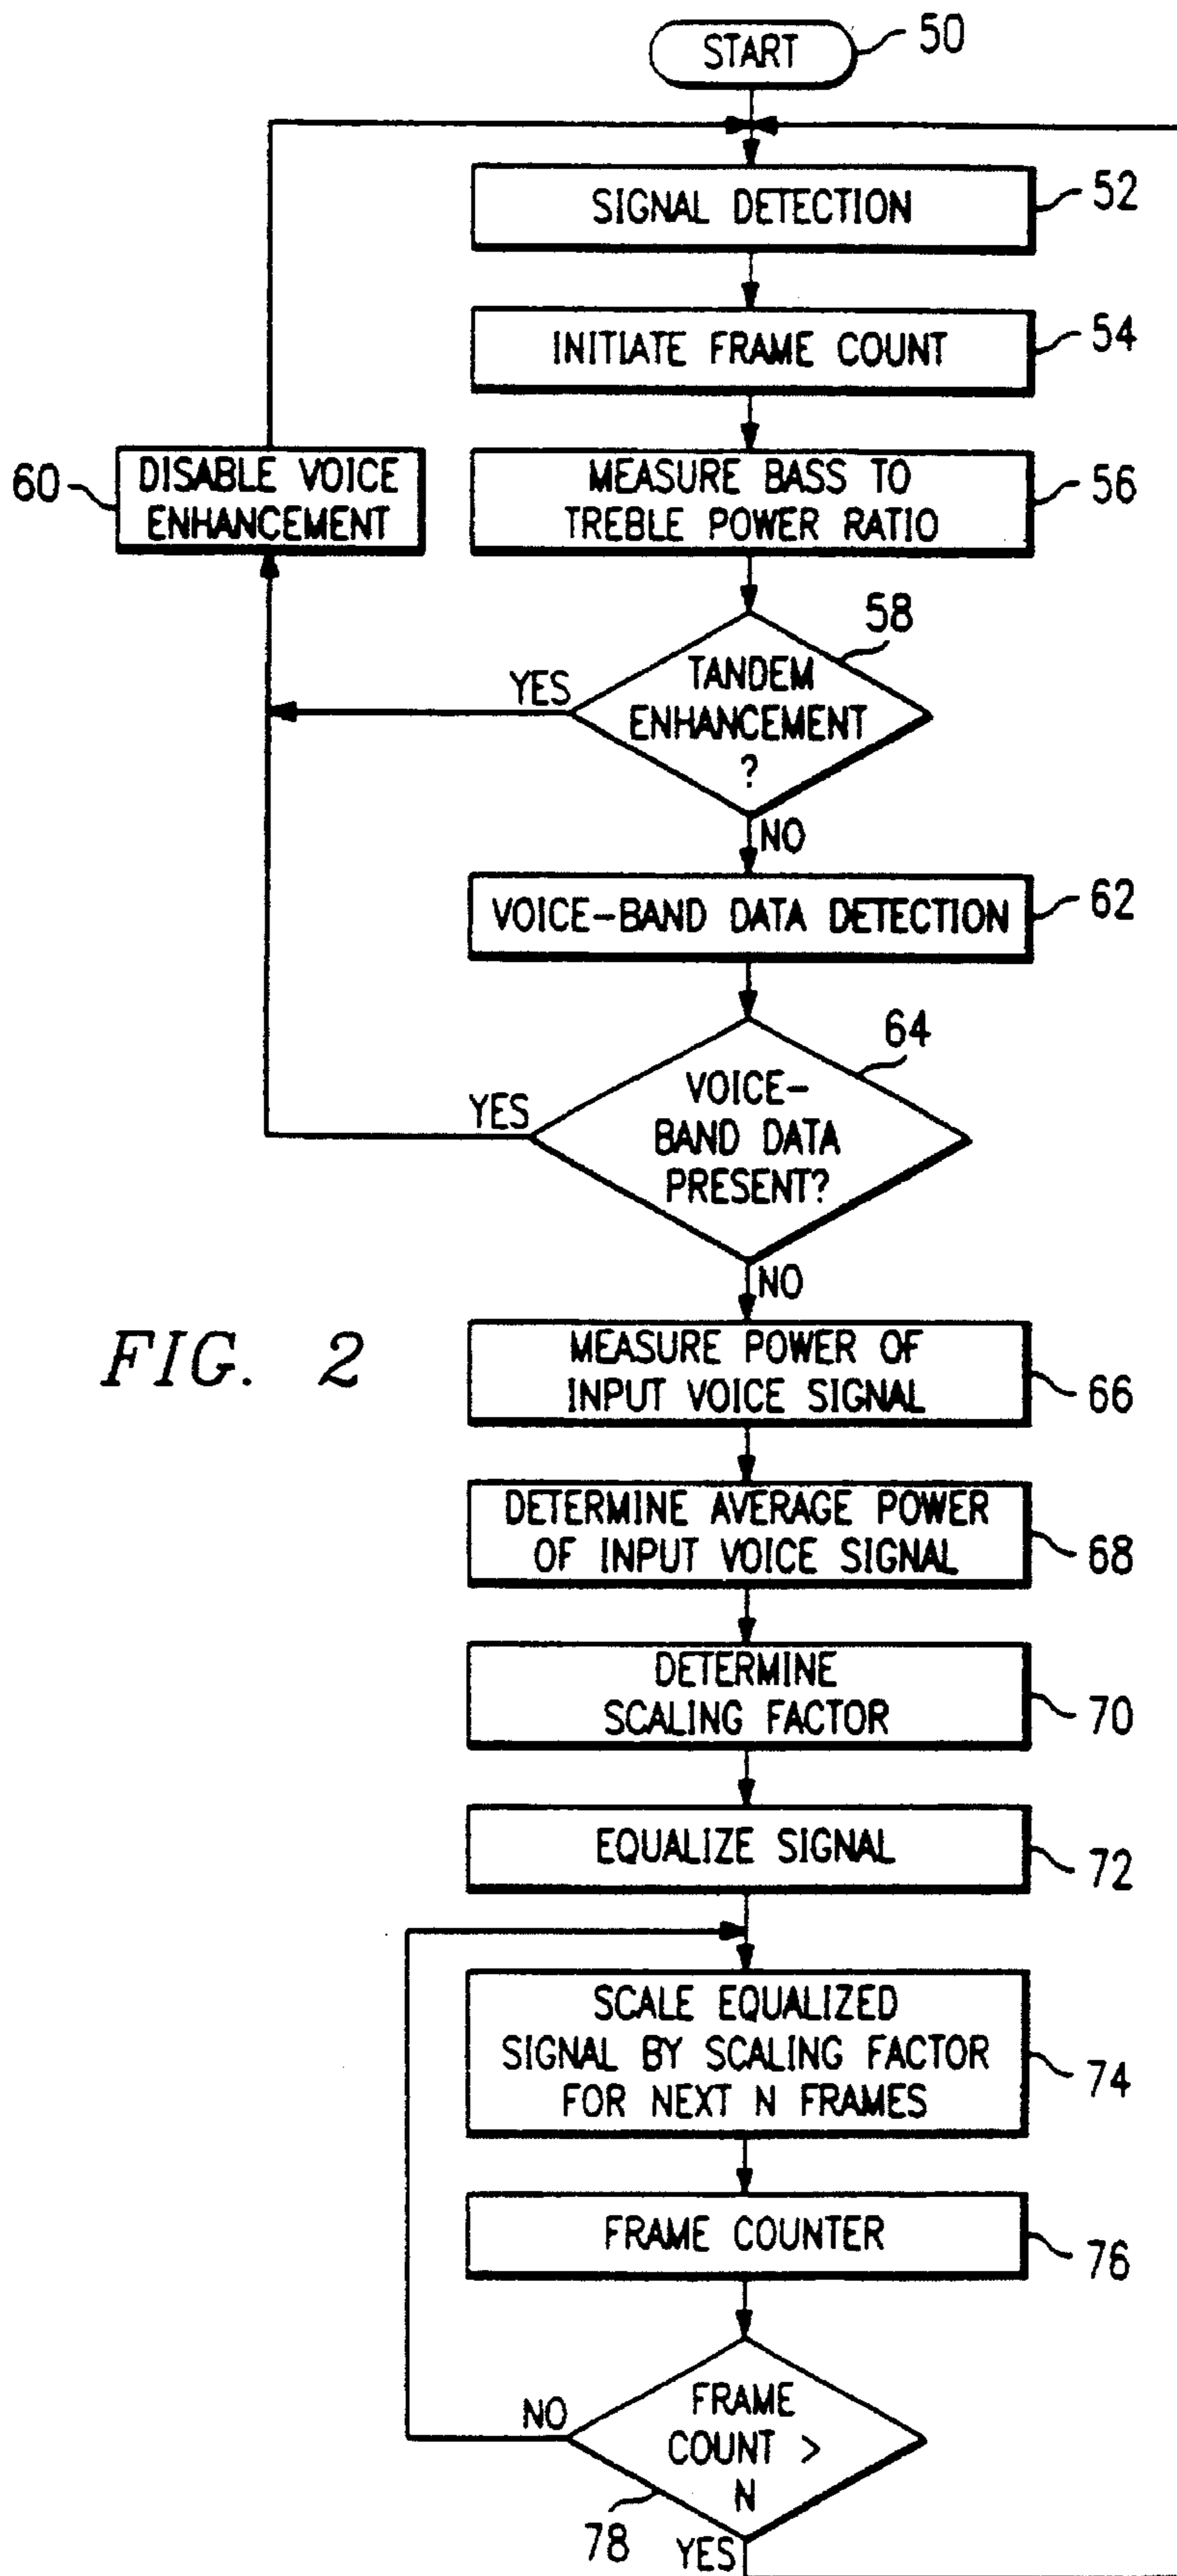 START
50
SIGNAL DETECTION
52
INITIATE FRAME COUNT
54
MEASURE BASS TO
TREBLE POWER RATIO
56
60
DISABLE VOICE
ENHANCEMENT
58
TANDEM
ENHANCEMENT
?
YES
NO
VOICE-BAND DATA DETECTION
62
64
VOICE-
BAND DATA
PRESENT?
YES
NO
FIG. 2
MEASURE POWER OF
INPUT VOICE SIGNAL
66
DETERMINE AVERAGE POWER
OF INPUT VOICE SIGNAL
68
DETERMINE
SCALING FACTOR
70
EQUALIZE SIGNAL
72
SCALE EQUALIZED
SIGNAL BY SCALING FACTOR
FOR NEXT N FRAMES
74
FRAME COUNTER
76
FRAME
COUNT >
N
NO
78
YES